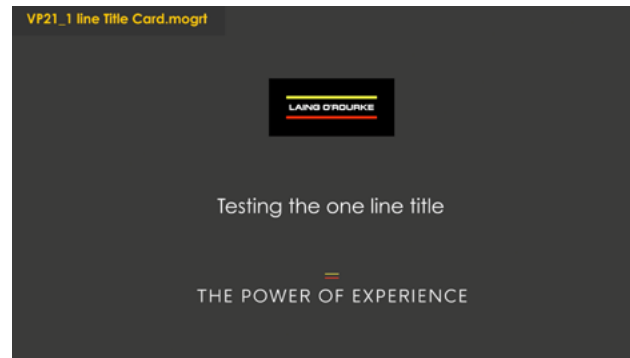 VP21_1 line Title Card.mogrt
LAING O'ROURKE
Testing the one line title
THE POWER OF EXPERIENCE